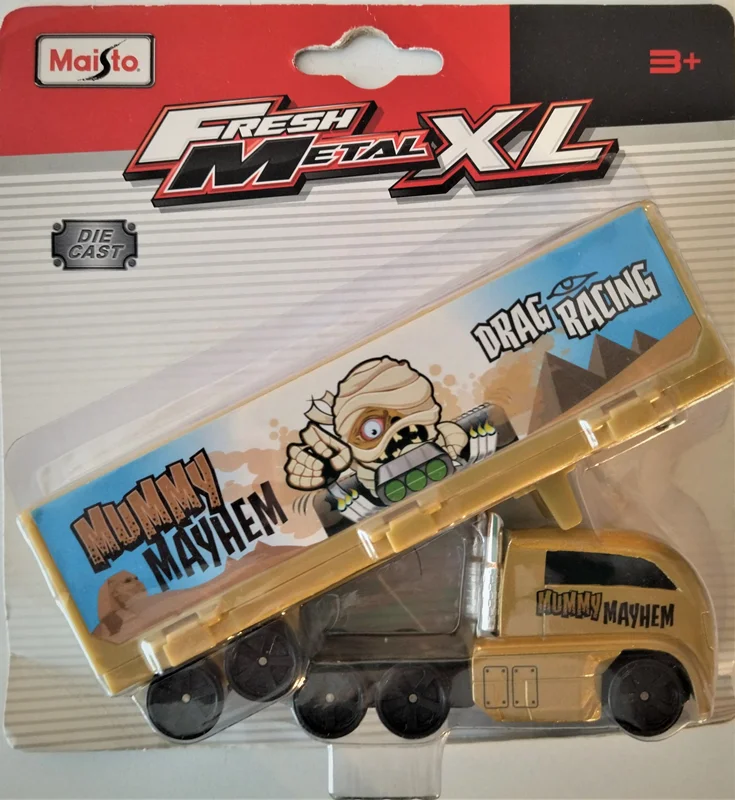 Maisto
3+
FRESH
METAL XL
DIE
CAST
DRAG RACING
MUMMY
MAYHEM
MUMMY MAYHEM